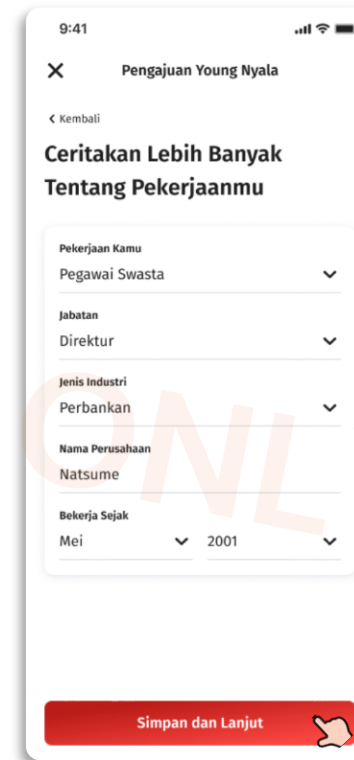 9:41
Pengajuan Young Nyala
Kembali
Ceritakan Lebih Banyak
Tentang Pekerjaanmu
Pekerjaan Kamu
Pegawai Swasta
Jabatan
Direktur
Jenis Industri
Perbankan
Nama Perusahaan
Natsume
Bekerja Sejak
Mei 2001
ONL
Simpan dan Lanjut